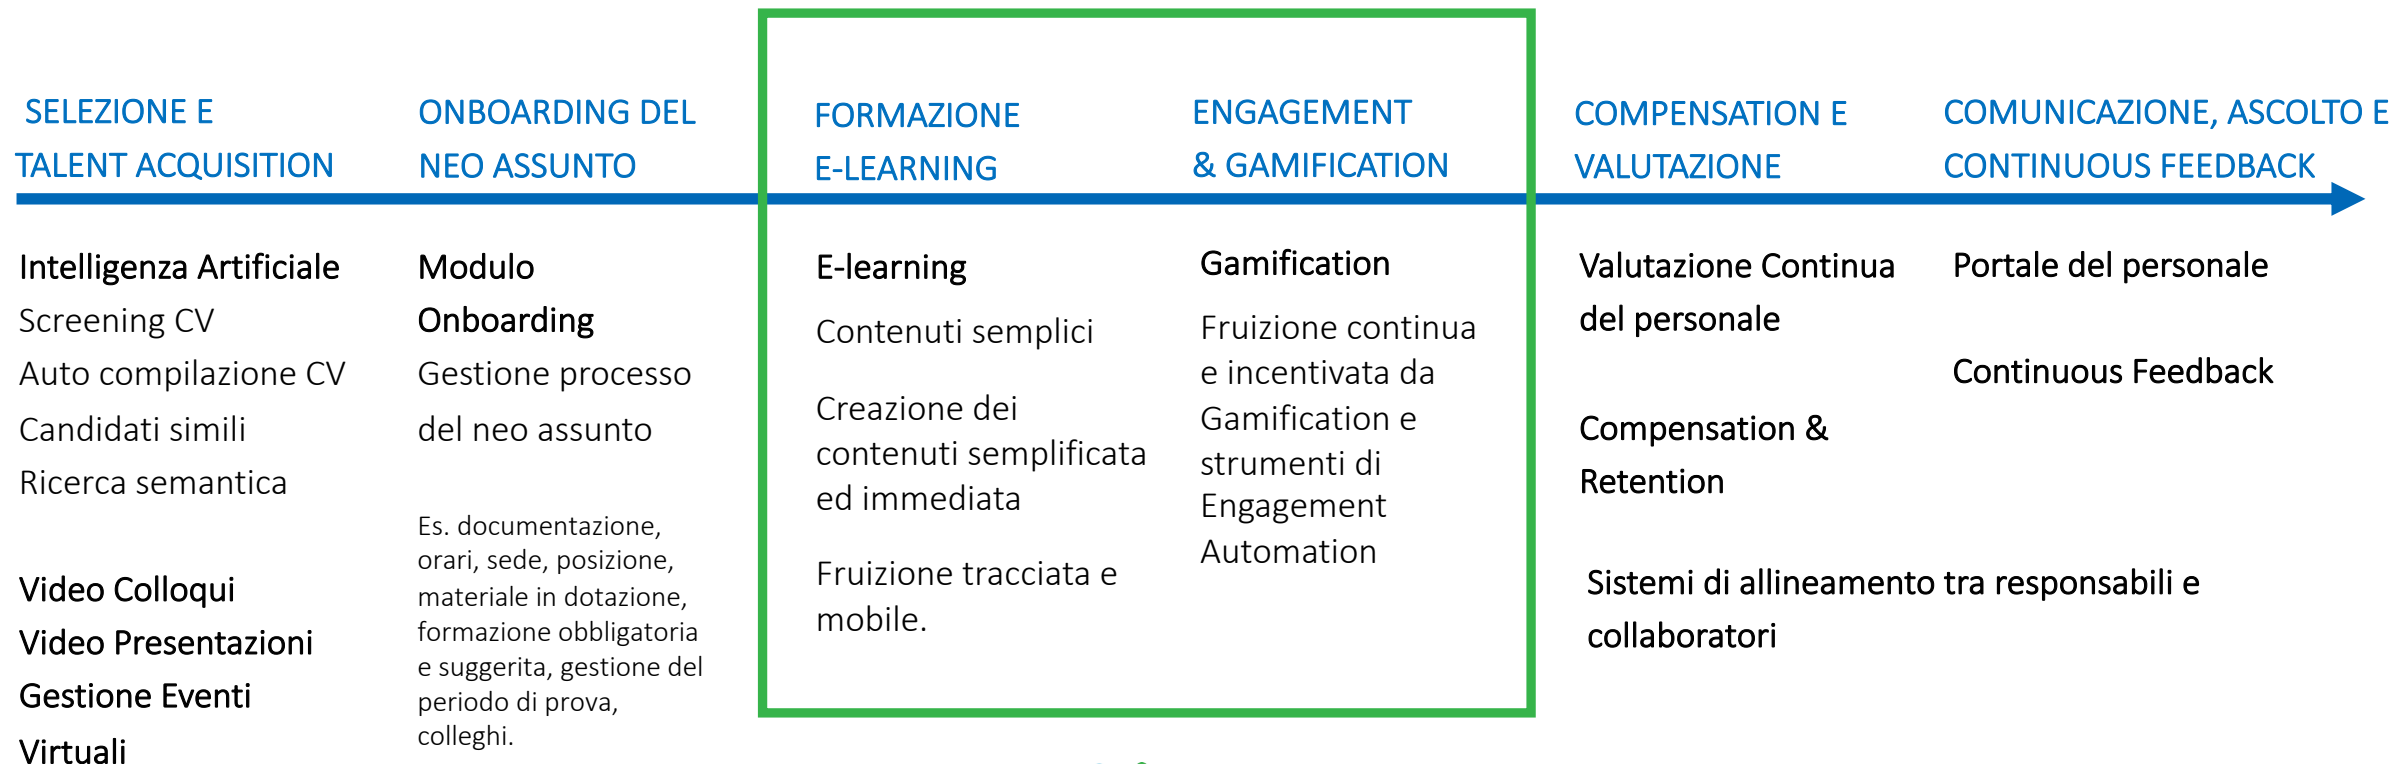 SELEZIONE E
TALENT ACQUISITION
ONBOARDING DEL
NEO ASSUNTO
FORMAZIONE
E-LEARNING
ENGAGEMENT
& GAMIFICATION
COMPENSATION E
VALUTAZIONE
COMUNICAZIONE, ASCOLTO E
CONTINUOUS FEEDBACK
Intelligenza Artificiale
Screening CV
Auto compilazione CV
Candidati simili
Ricerca semantica
Video Colloqui
Video Presentazioni
Gestione Eventi
Virtuali
Modulo
Onboarding
Gestione processo
del neo assunto
Es. documentazione,
orari, sede, posizione,
materiale in dotazione,
formazione obbligatoria
e suggerita, gestione del
periodo di prova,
colleghi.
E-learning
Contenuti semplici
Creazione dei
contenuti semplificata
ed immediata
Fruizione tracciata e
mobile.
Gamification
Fruizione continua
e incentivata da
Gamification e
strumenti di
Engagement
Automation
Valutazione Continua
del personale
Compensation &
Retention
Portale del personale
Continuous Feedback
Sistemi di allineamento tra responsabili e
collaboratori